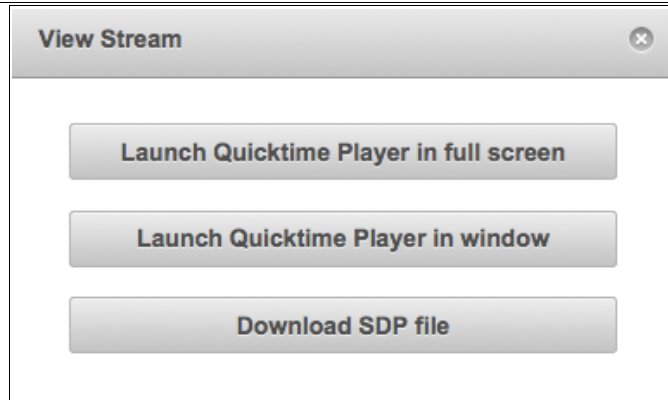 View Stream
Launch Quicktime Player in full screen
Launch Quicktime Player in window
Download SDP file